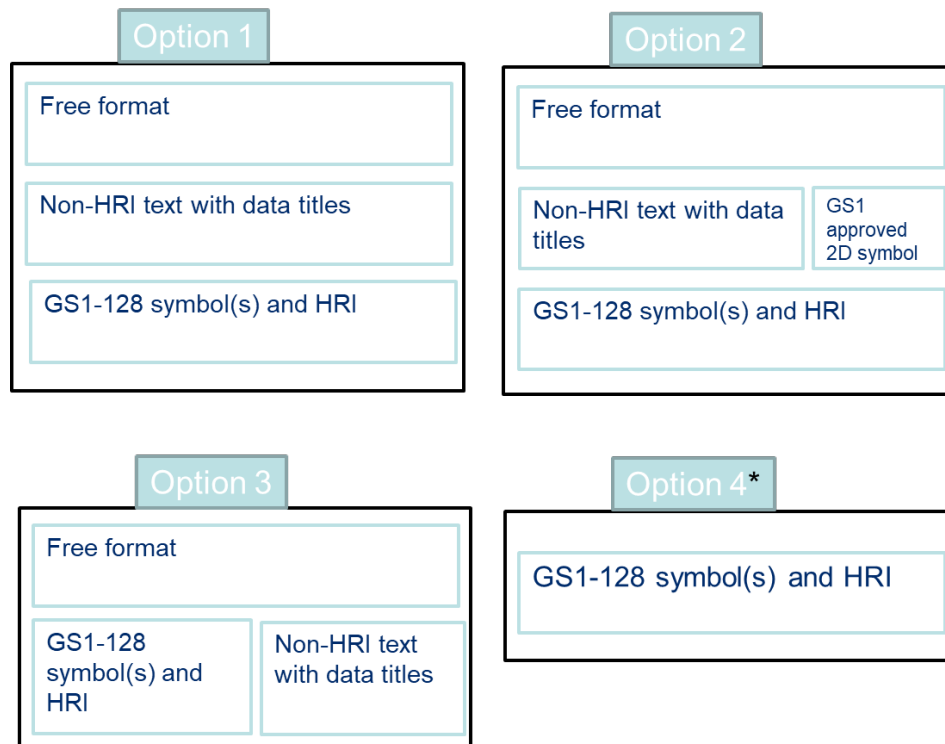 Option 1
Free format
Non-HRI text with data titles
GS1-128 symbol(s) and HRI
Option 2
Free format
Non-HRI text with data
titles
GS1
approved
2D symbol
GS1-128 symbol(s) and HRI
Option 3
Free format
GS1-128
symbol(s) and
HRI
Non-HRI text
with data titles
Option 4*
GS1-128 symbol(s) and HRI